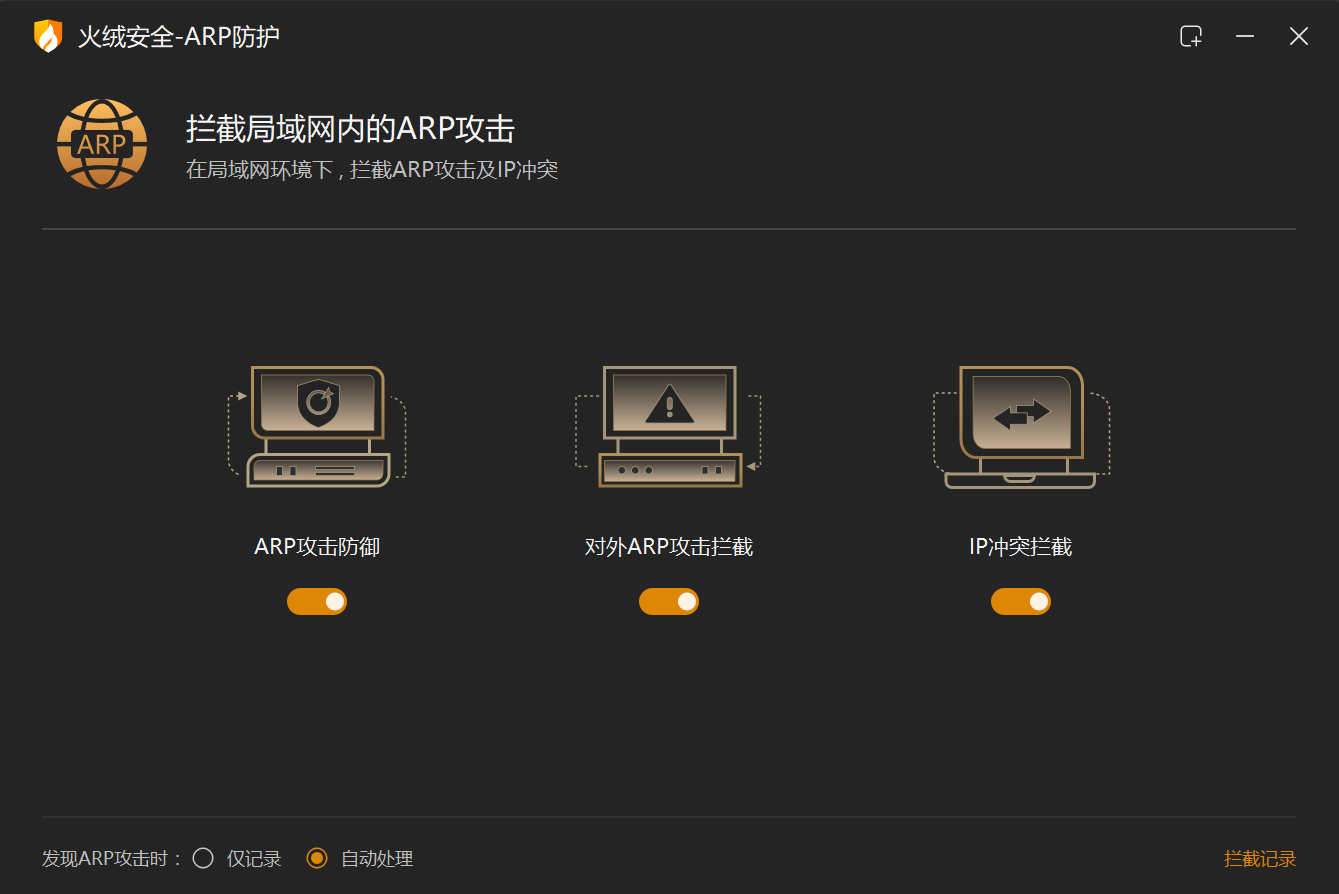 火绒安全-ARP防护
ARP
拦截局域网内的ARP攻击
在局域网环境下，拦截ARP攻击及IP冲突
ARP攻击防御
对外ARP攻击拦截
IP冲突拦截
发现ARP攻击时： 仅记录 自动处理
拦截记录